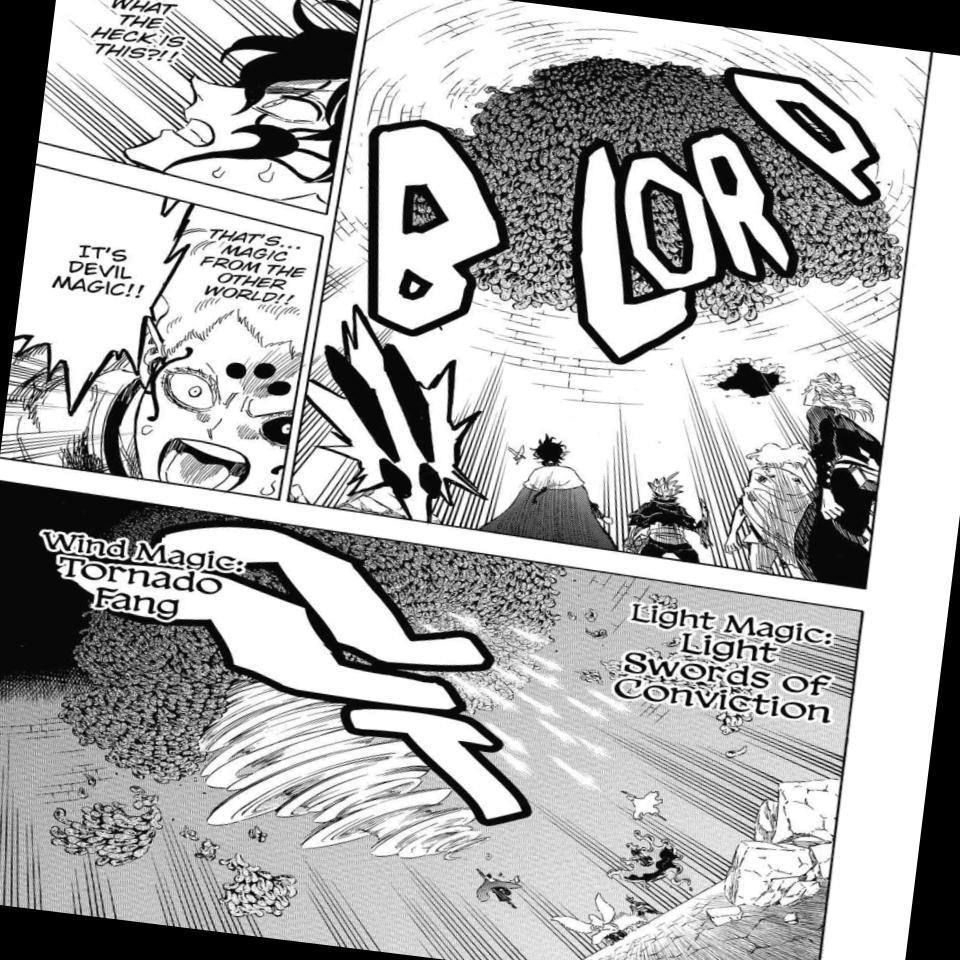 BLORP
WHAT
THE
HECK IS
THIS?!!
THAT'S...
MAGIC
FROM THE
OTHER
WORLD!!
IT'S
DEVIL
MAGIC!!
Light Magic:
Light
Swords of
Conviction
Wind Magic:
Tornado
Fang